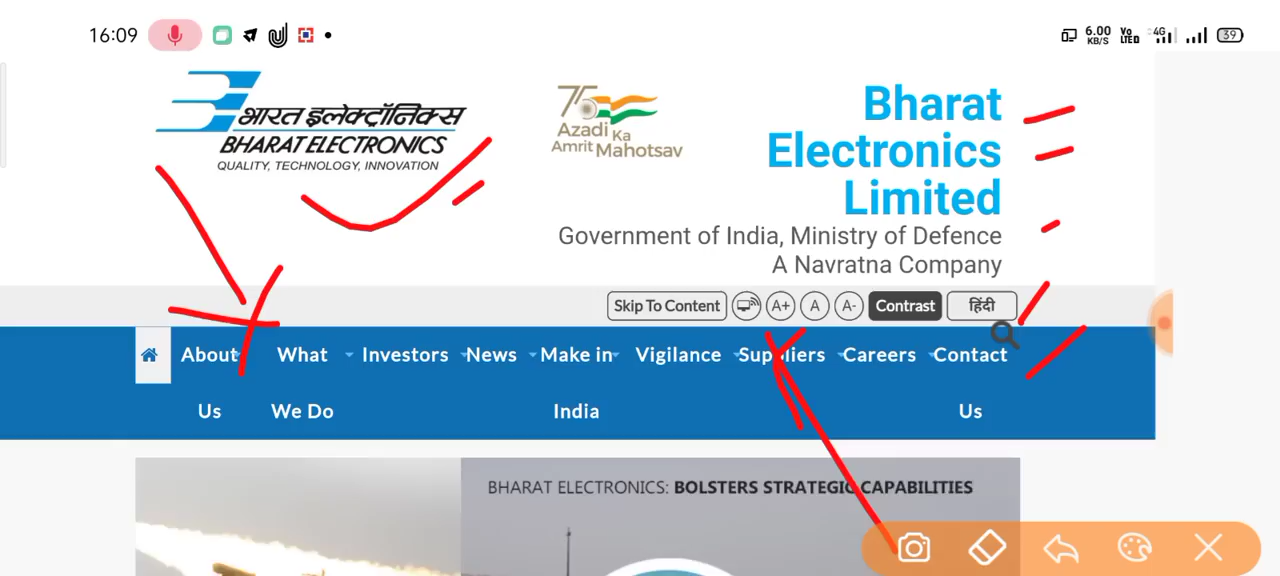 16:09
6.00 KB/S
Vo LTED
4G
39
भारत इलेक्ट्रॉनिक्स
BHARAT ELECTRONICS
QUALITY, TECHNOLOGY, INNOVATION
75
Azadi Ka
Amrit Mahotsav
Bharat
Electronics
Limited
Government of India, Ministry of Defence
A Navratna Company
Skip To Content A+ A A- Contrast हिंदी
About Us
What We Do
Investors
News
Make in India
Vigilance
Suppliers
Careers
Contact Us
BHARAT ELECTRONICS: BOLSTERS STRATEGIC CAPABILITIES